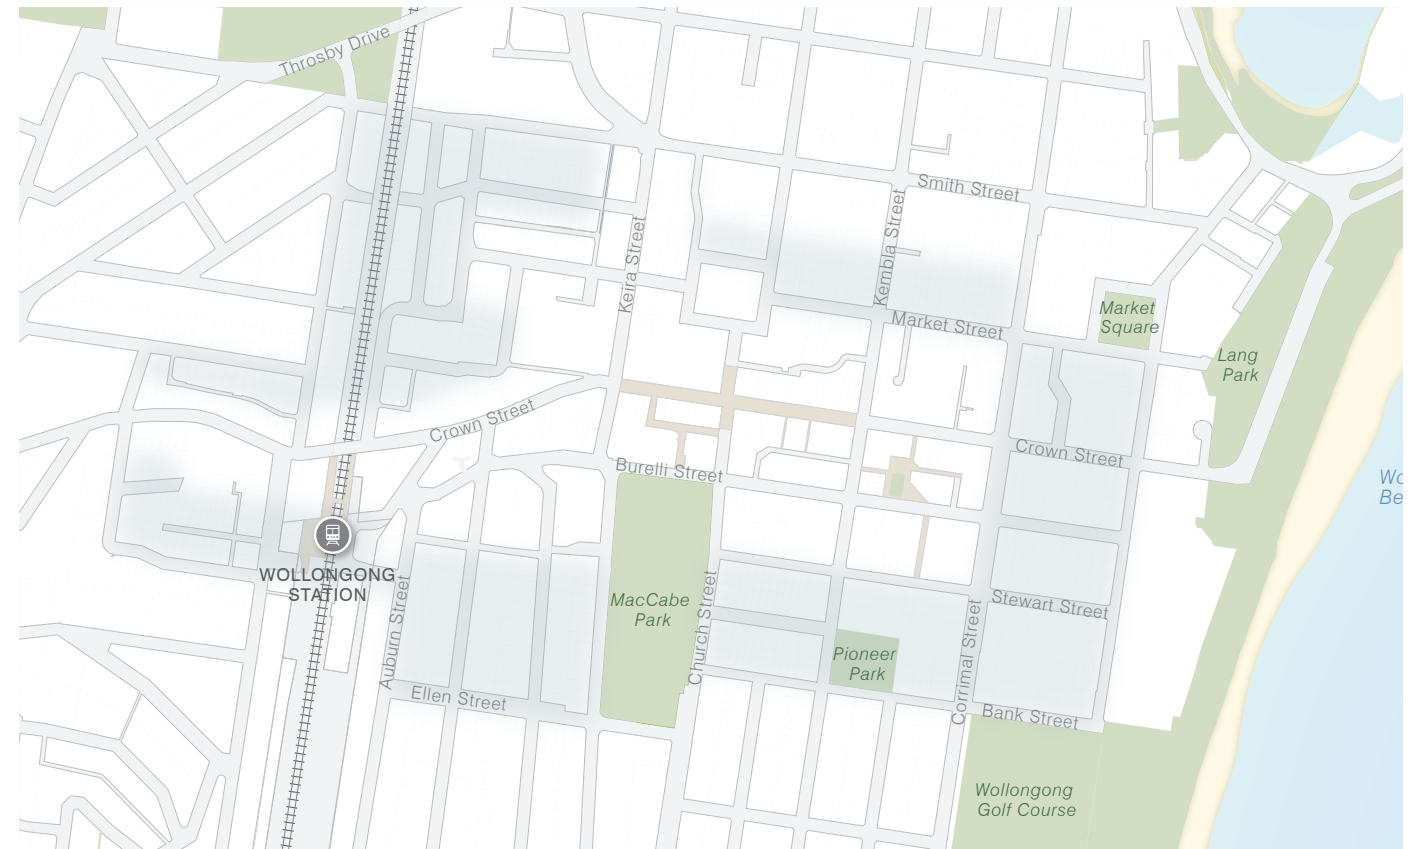 Throsby Drive
Smith Street
Keira Street
Kembla Street
Market Street
Market
Square
Lang
Park
Crown Street
Crown Street
Burelli Street
Wo
Be
WOLLONGONG
STATION
Auburn Street
MacCabe
Park
Church Street
Stewart Street
Pioneer
Park
Corrimal Street
Ellen Street
Bank Street
Wollongong
Golf Course